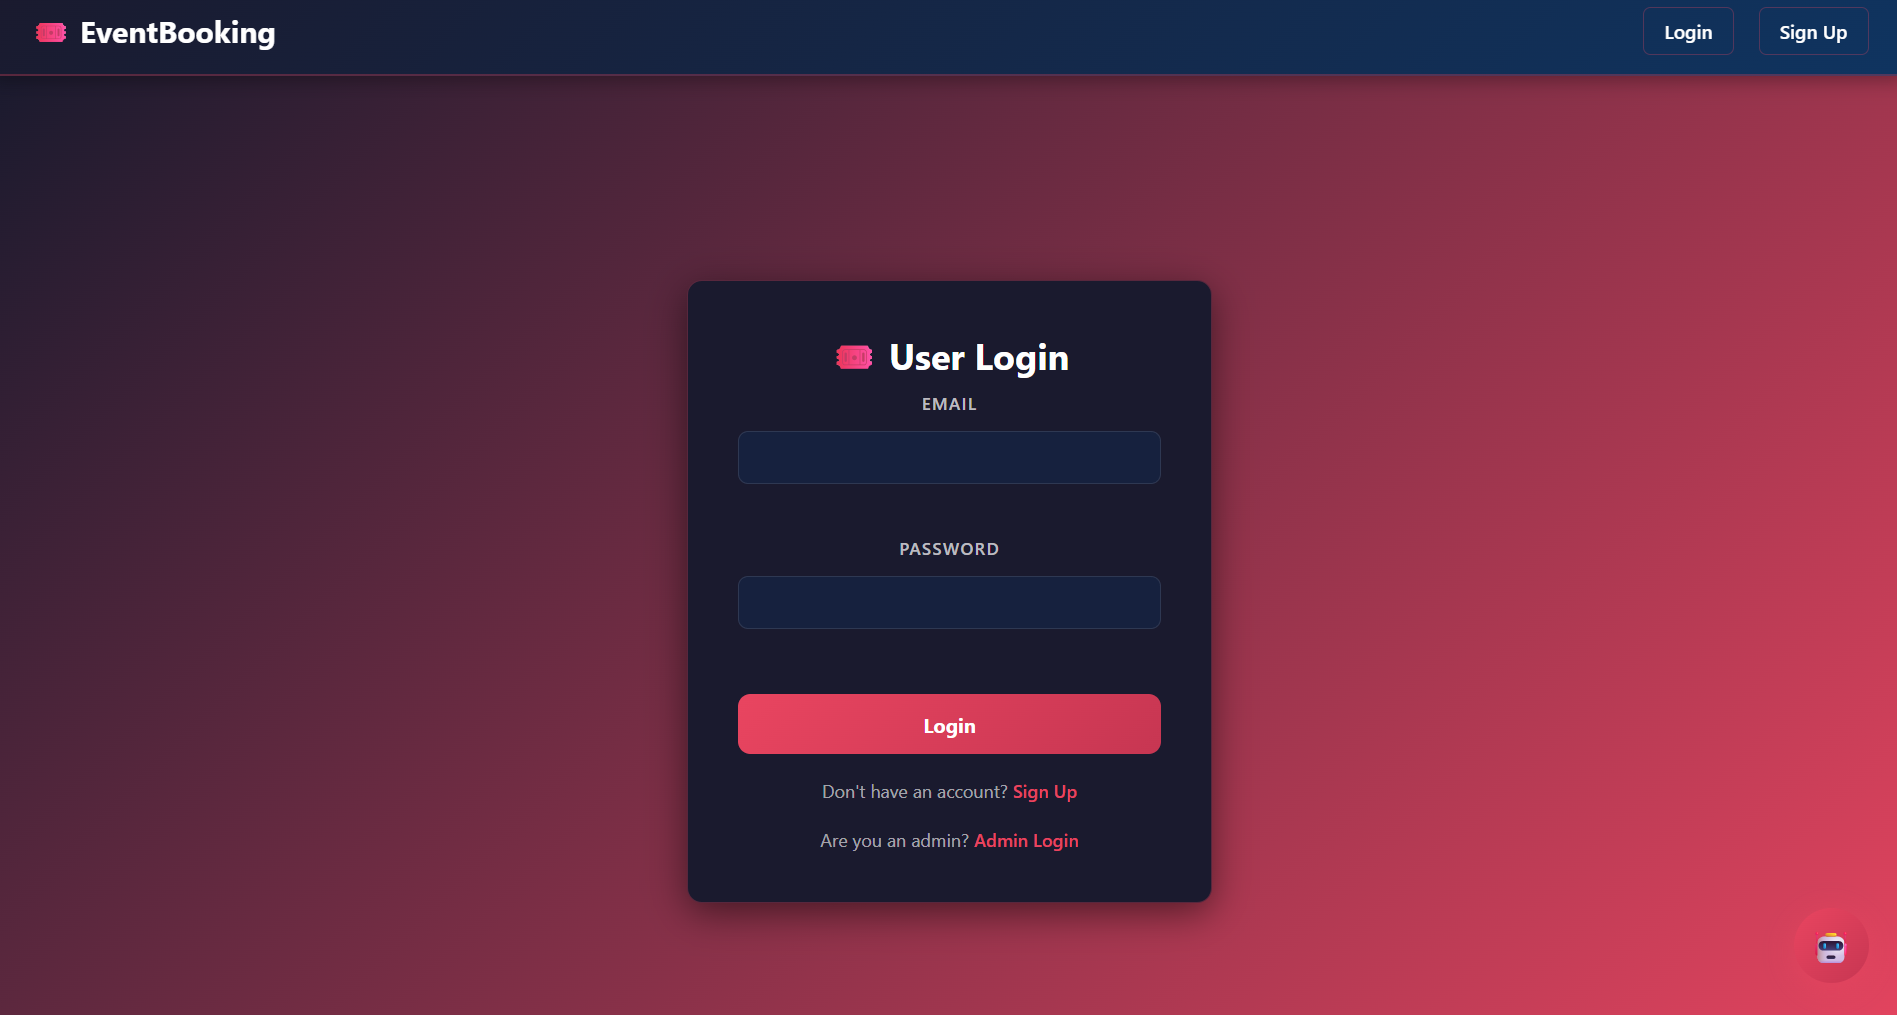 EventBooking
Login
Sign Up
User Login
EMAIL
PASSWORD
Login
Don't have an account? Sign Up
Are you an admin? Admin Login